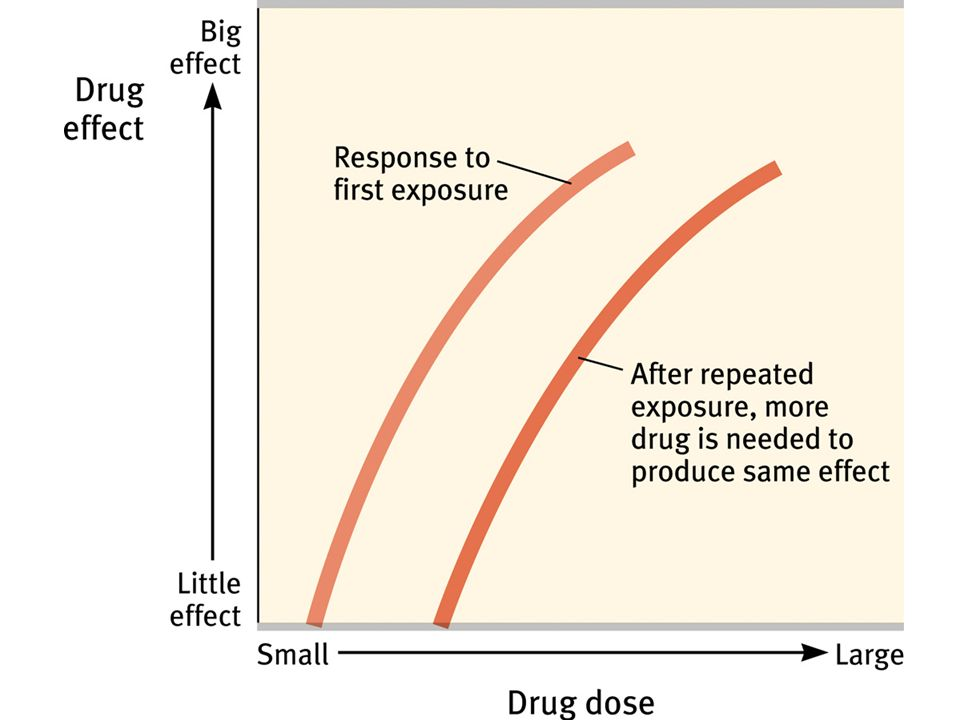 Big
effect
Drug
effect
Response to
first exposure
After repeated
exposure, more
drug is needed to
produce same effect
Little
effect
Small
Large
Drug dose